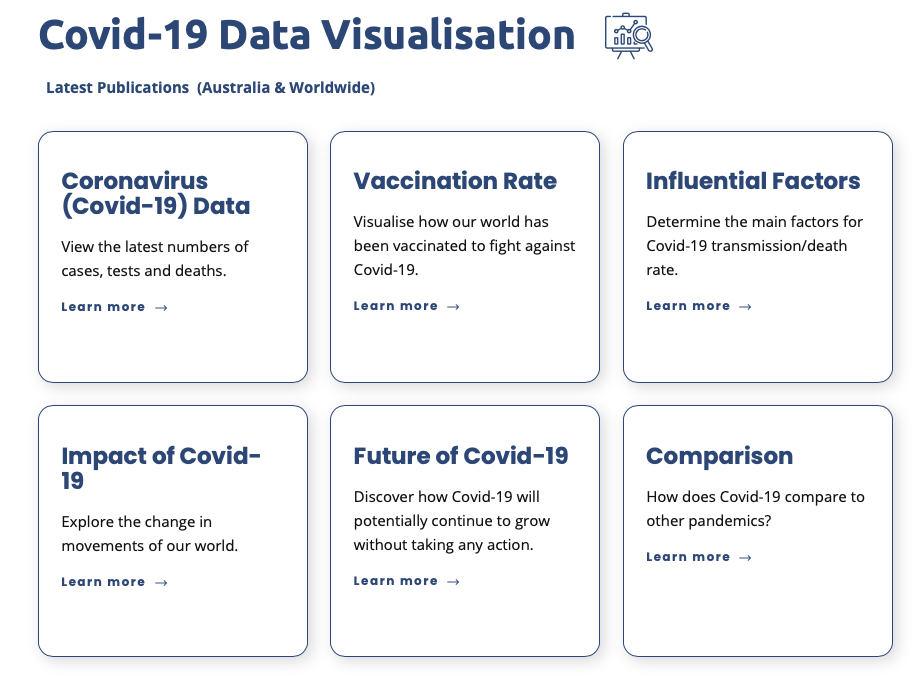 Covid-19 Data Visualisation
Latest Publications (Australia & Worldwide)
Coronavirus
(Covid-19) Data
View the latest numbers of
cases, tests and deaths.
Learn more →
Vaccination Rate
Visualise how our world has
been vaccinated to fight against
Covid-19.
Learn more →
Influential Factors
Determine the main factors for
Covid-19 transmission/death
rate.
Learn more →
Impact of Covid-
19
Explore the change in
movements of our world.
Learn more →
Future of Covid-19
Discover how Covid-19 will
potentially continue to grow
without taking any action.
Learn more →
Comparison
How does Covid-19 compare to
other pandemics?
Learn more →